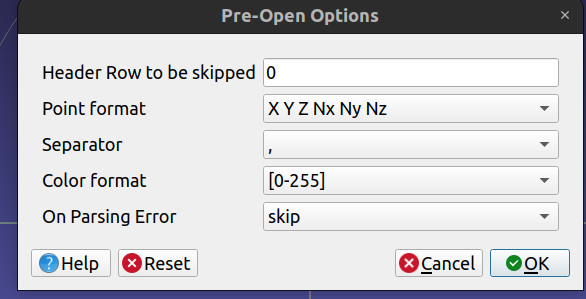 Pre-Open Options
Header Row to be skipped 0
Point format X Y Z Nx Ny Nz
Separator ,
Color format [0-255]
On Parsing Error skip
Help Reset Cancel OK